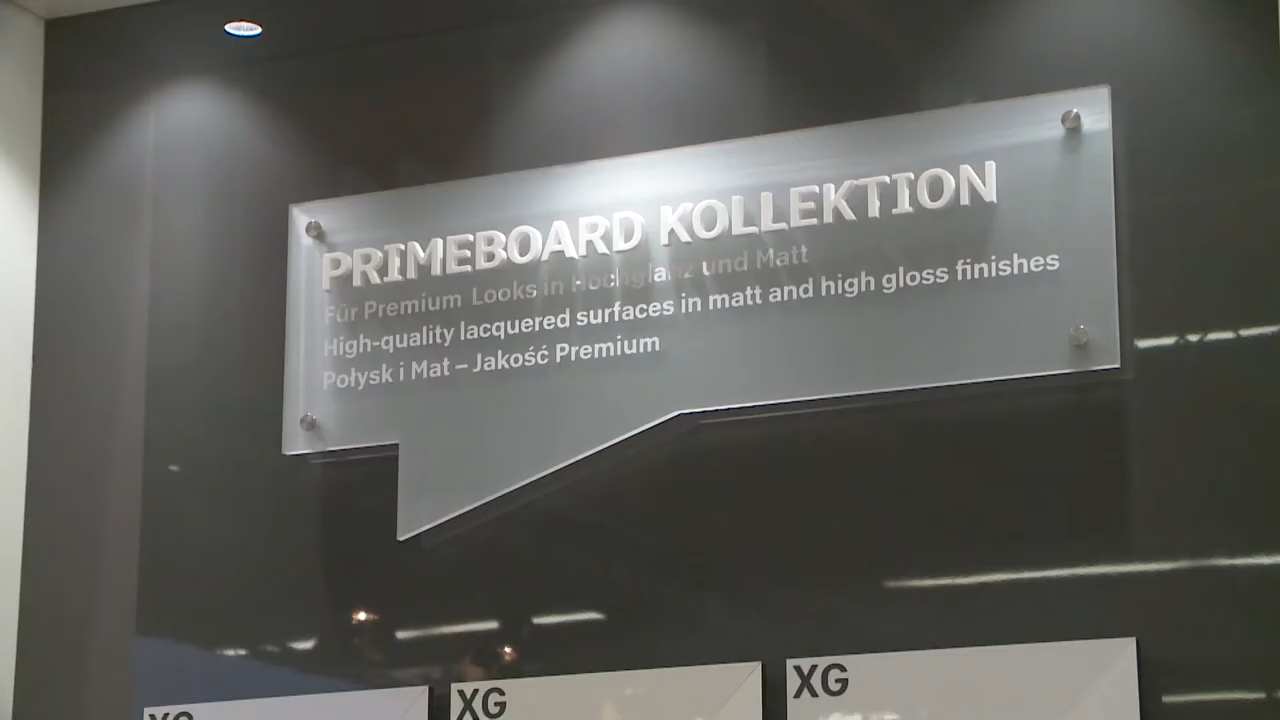 PRIMEBOARD KOLLEKTION
Für Premium Looks in Hochglanz und Matt
High-quality lacquered surfaces in matt and high gloss finishes
Połysk i Mat – Jakość Premium
XG
XG
XG